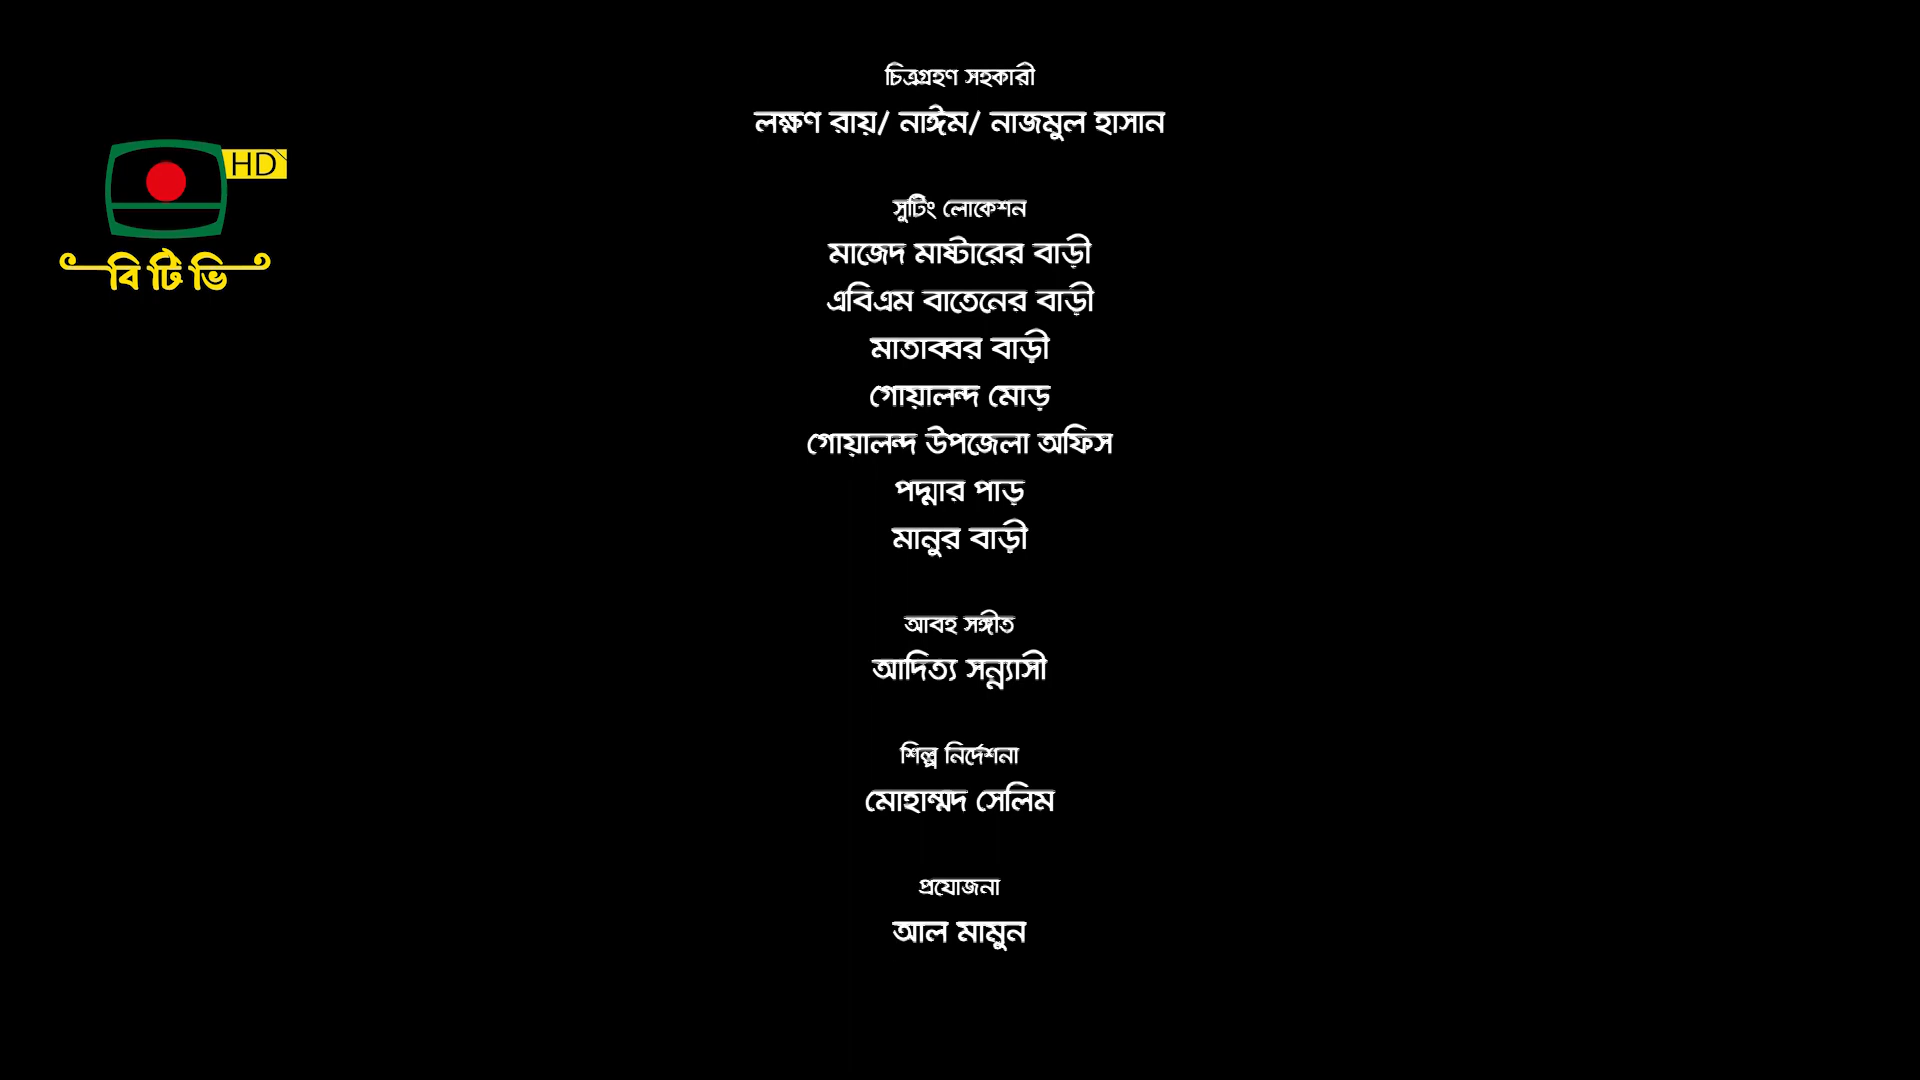 চিত্রগ্রহণ সহকারী
লক্ষণ রায়/ নাঈম/ নাজমুল হাসান
HD
বিটিভি
সুটিং লোকেশন
মাজেদ মাষ্টারের বাড়ী
এবিএম বাতেনের বাড়ী
মাতাব্বর বাড়ী
গোয়ালন্দ মোড়
গোয়ালন্দ উপজেলা অফিস
পদ্মার পাড়
মানুর বাড়ী
আবহ সঙ্গীত
আদিত্য সন্ন্যাসী
শিল্প নির্দেশনা
মোহাম্মদ সেলিম
প্রযোজনা
আল মামুন